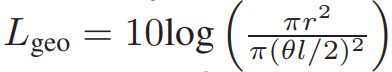 L_geo = 10log ( πr² / π(θl/2)² )